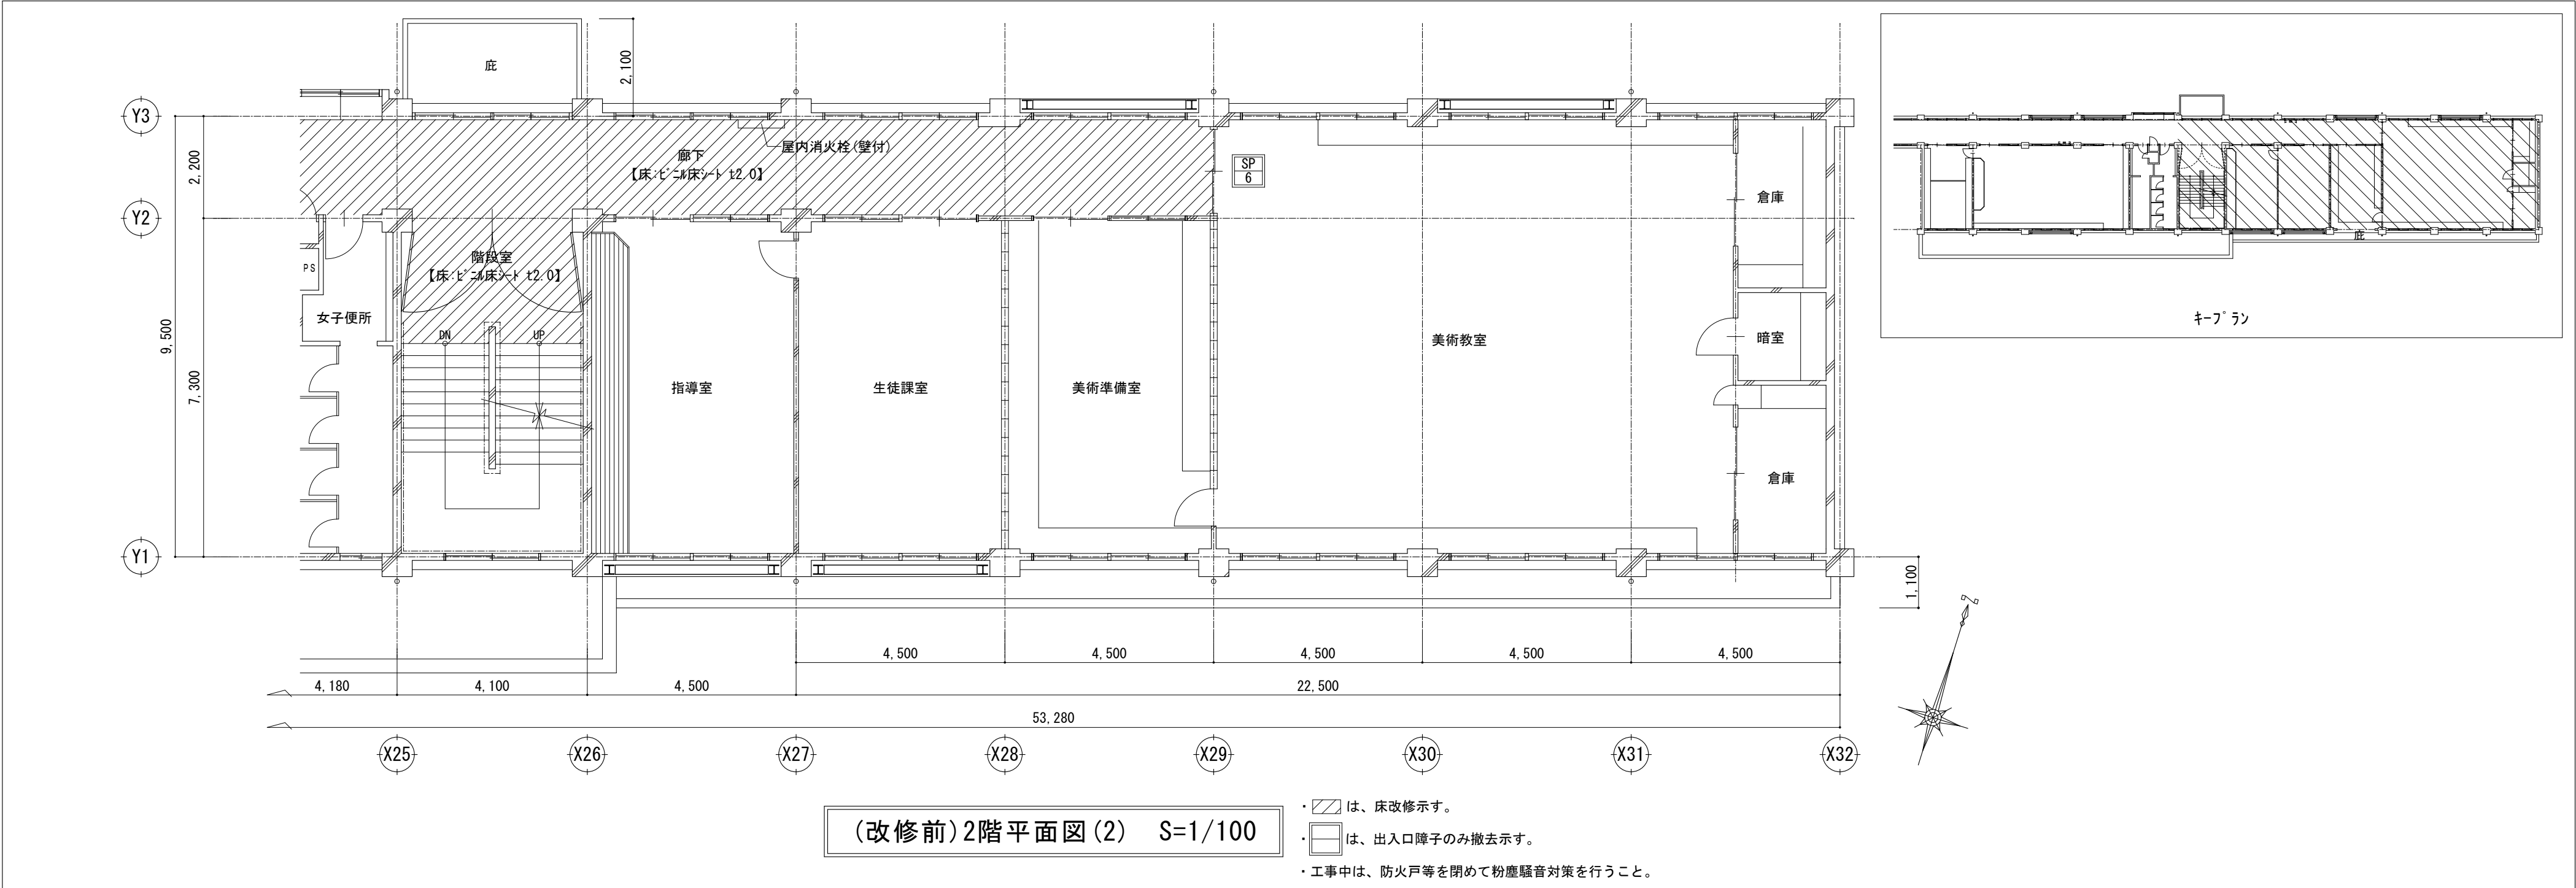 庇
2,100
Y3
屋内消火栓(壁付)
廊下
【床:ビニル床シート t2.0】
SP
6
2,200
倉庫
Y2
階段室
【床:ビニル床シート t2.0】
PS
女子便所
DN
UP
9,500
7,300
指導室
生徒課室
美術準備室
美術教室
暗室
倉庫
Y1
1,100
4,500
4,500
4,500
4,500
4,500
4,180
4,100
4,500
22,500
53,280
X25
X26
X27
X28
X29
X30
X31
X32
庇
キープラン
Z
(改修前)2階平面図(2) S=1/100
・ は、床改修示す。
・ は、出入口障子のみ撤去示す。
・工事中は、防火戸等を閉めて粉塵騒音対策を行うこと。